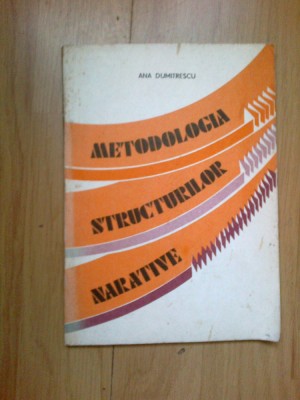 ANA DUMITRESCU
METODOLOGIA
STRUCTURILOR
NARATIVE